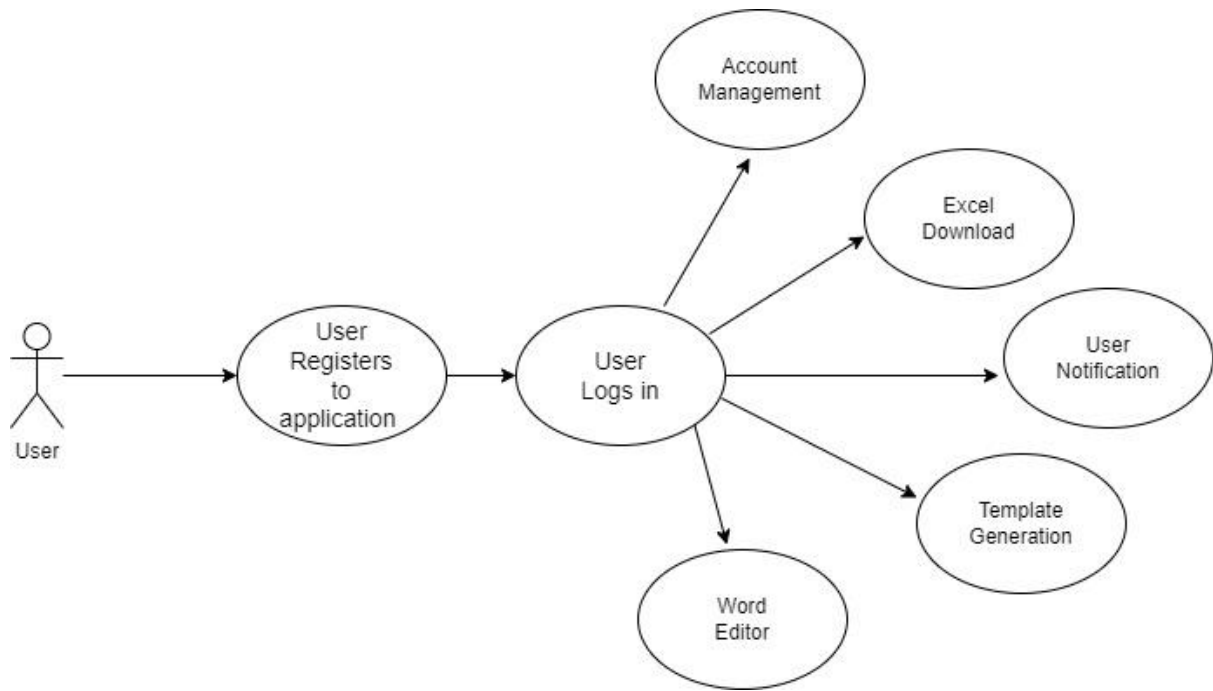 Account
Management
Excel
Download
User
Notification
User
Registers
to
application
User
Logs in
User
Template
Generation
Word
Editor